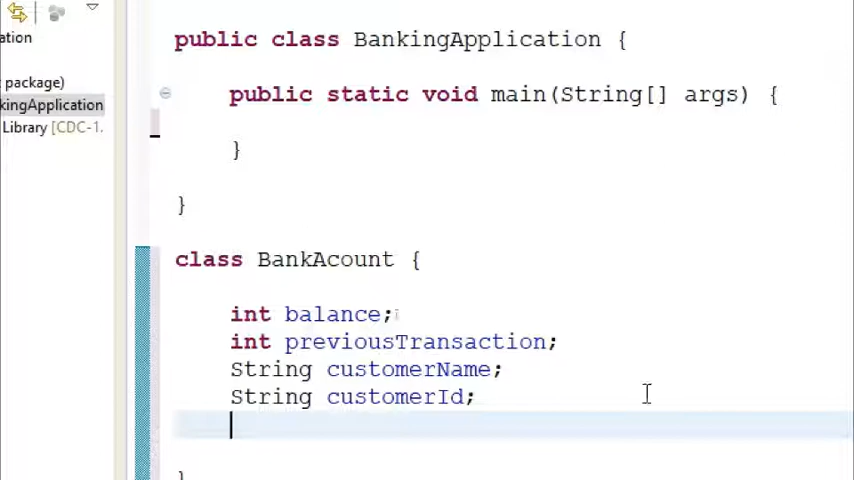 public class BankingApplication {
ation
t package)
public static void main(String[] args) {
kingApplication
Library [CDC-1.
}
}
class BankAcount {
int balance;
int previousTransaction;
String customerName;
String customerId;
}